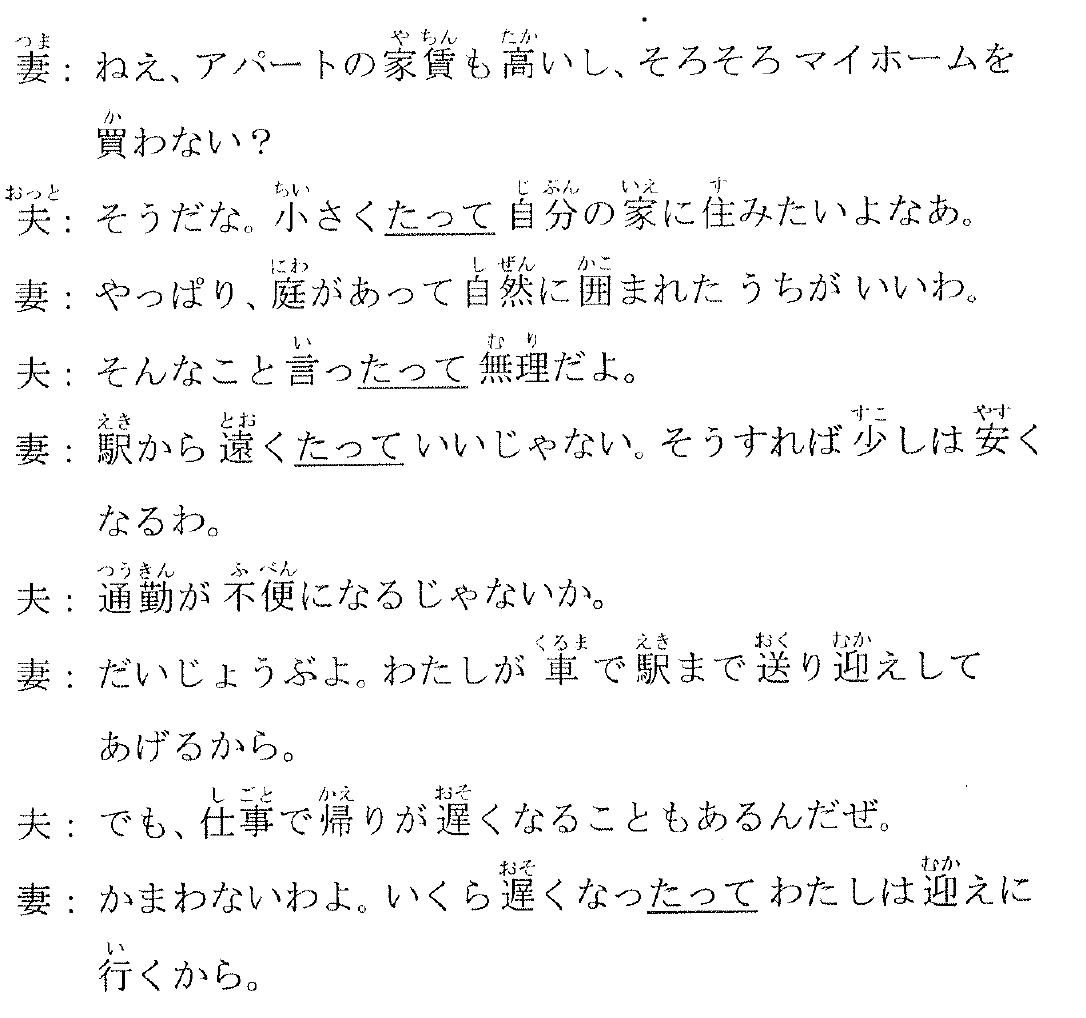 妻：ねえ、アパートの家賃も高いし、そろそろマイホームを
買わない？
夫：そうだな。小さくたって自分の家に住みたいよなあ。
妻：やっぱり、庭があって自然に囲まれたうちがいいわ。
夫：そんなこと言ったって無理だよ。
妻：駅から遠くたっていいじゃない。そうすれば少しは安く
なるわ。
夫：通勤が不便になるじゃないか。
妻：だいじょうぶよ。わたしが車で駅まで送り迎えして
あげるから。
夫：でも、仕事で帰りが遅くなることもあるんだぜ。
妻：かまわないわよ。いくら遅くなったってわたしは迎えに
行くから。